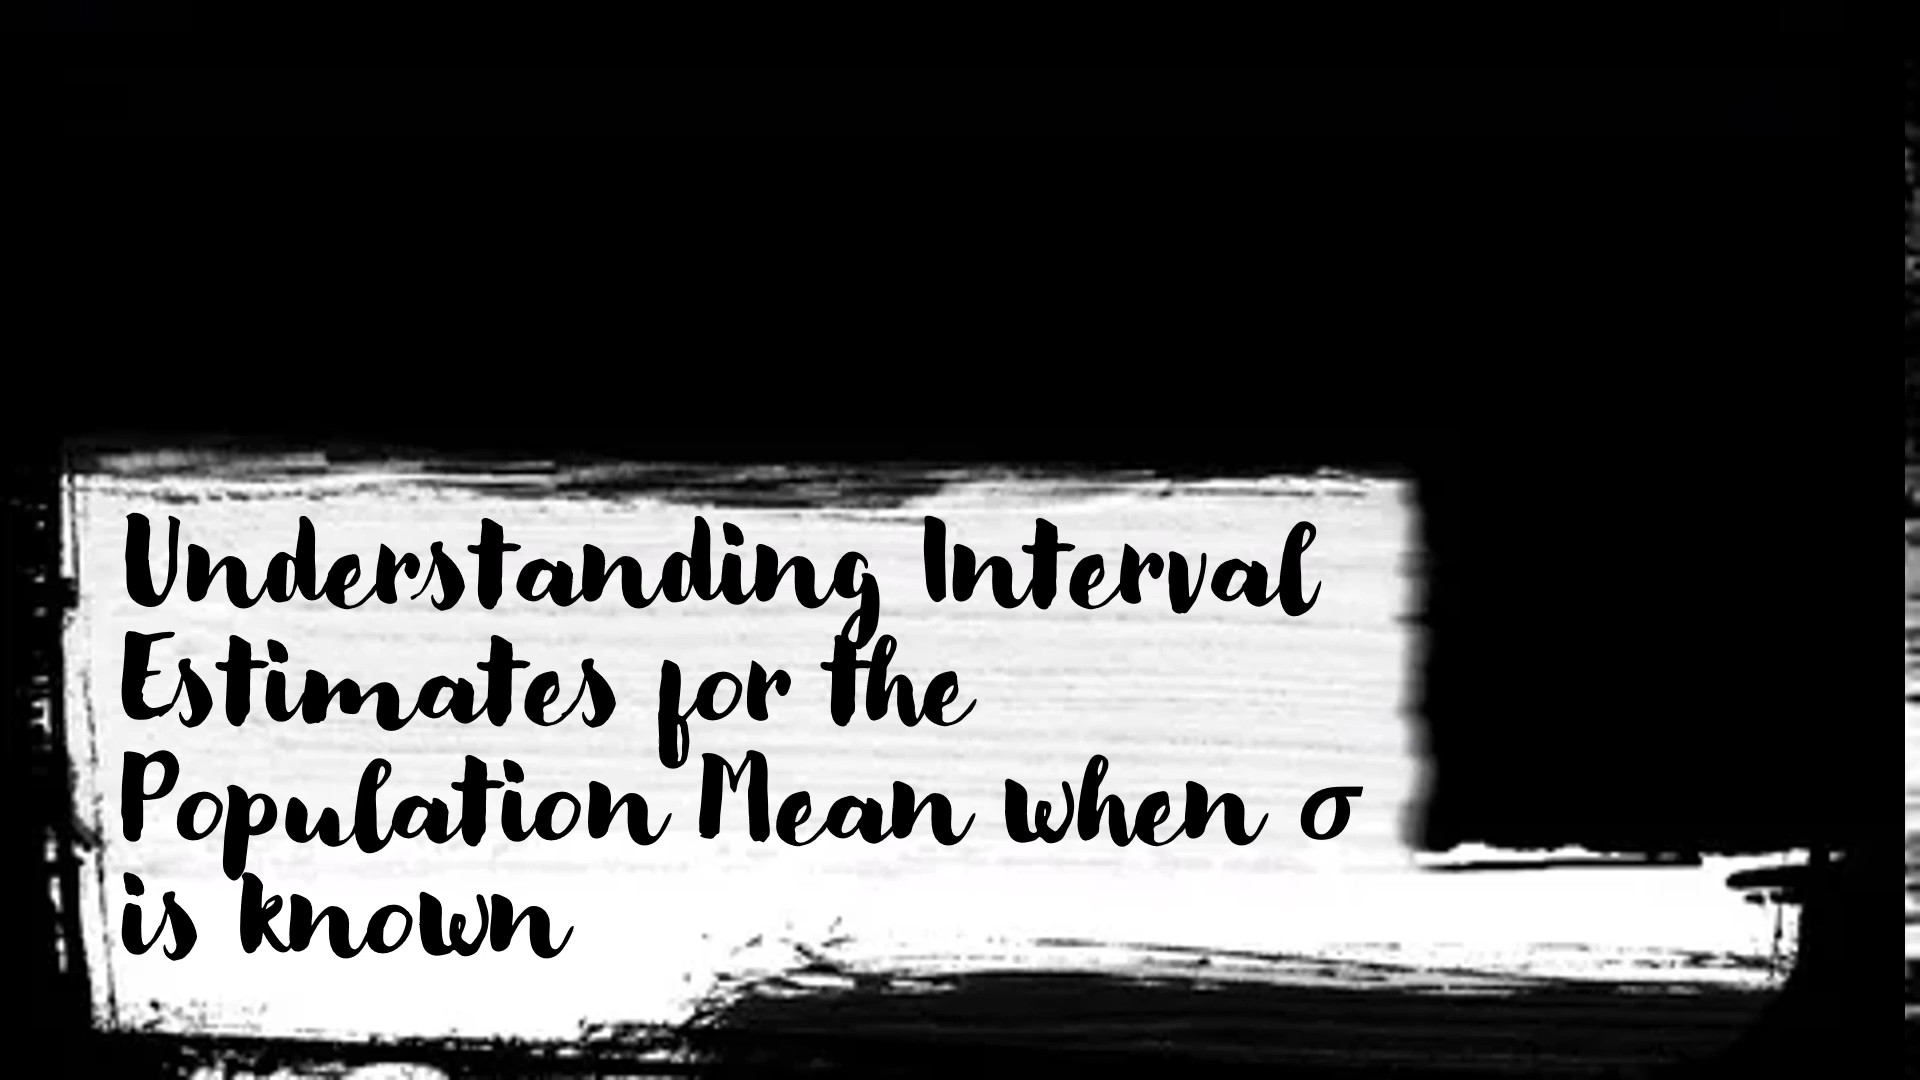 Understanding Interval
Estimates for the
Population Mean when σ
is known